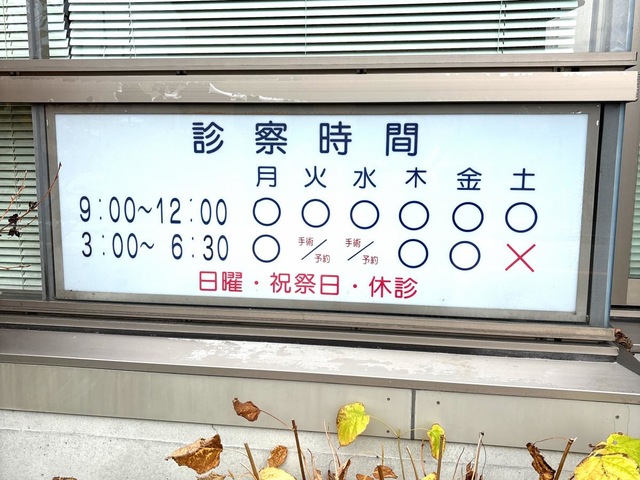 診察時間
月 火 水 木 金 土
9:00~12:00 ○ ○ ○ ○ ○ ○
3:00~ 6:30 ○ 手術/予約 手術/予約 ○ ○ ×
日曜・祝祭日・休診